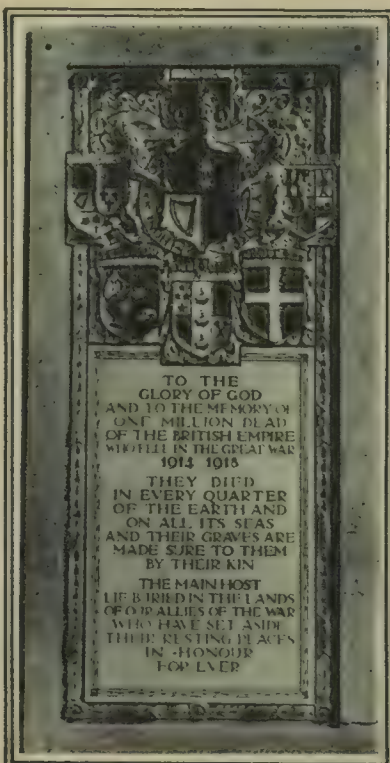 TO THE
GLORY OF GOD
AND TO THE MEMORY OF
ONE MILLION DEAD
OF THE BRITISH EMPIRE
WHO FELL IN THE GREAT WAR
1914 1918
THEY DIED
IN EVERY QUARTER
OF THE EARTH AND
ON ALL ITS SEAS
AND THEIR GRAVES ARE
MADE SURE TO THEM
BY THEIR KIN
THE MAIN HOST
LIE BURIED IN THE LANDS
OF OUR ALLIES OF THE WAR
WHO HAVE SET ASIDE
THEIR RESTING PLACES
IN HONOUR
FOR EVER